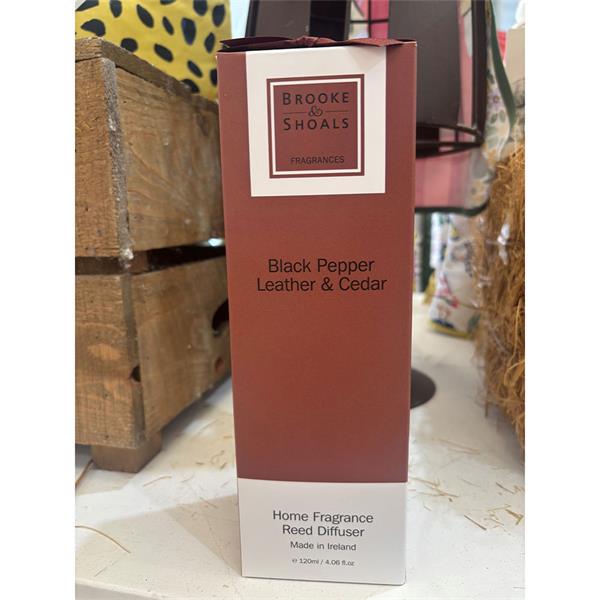 BROOKE
&
SHOALS
FRAGRANCES
Black Pepper
Leather & Cedar
Home Fragrance
Reed Diffuser
Made in Ireland
℮ 120ml / 4.06 fl.oz